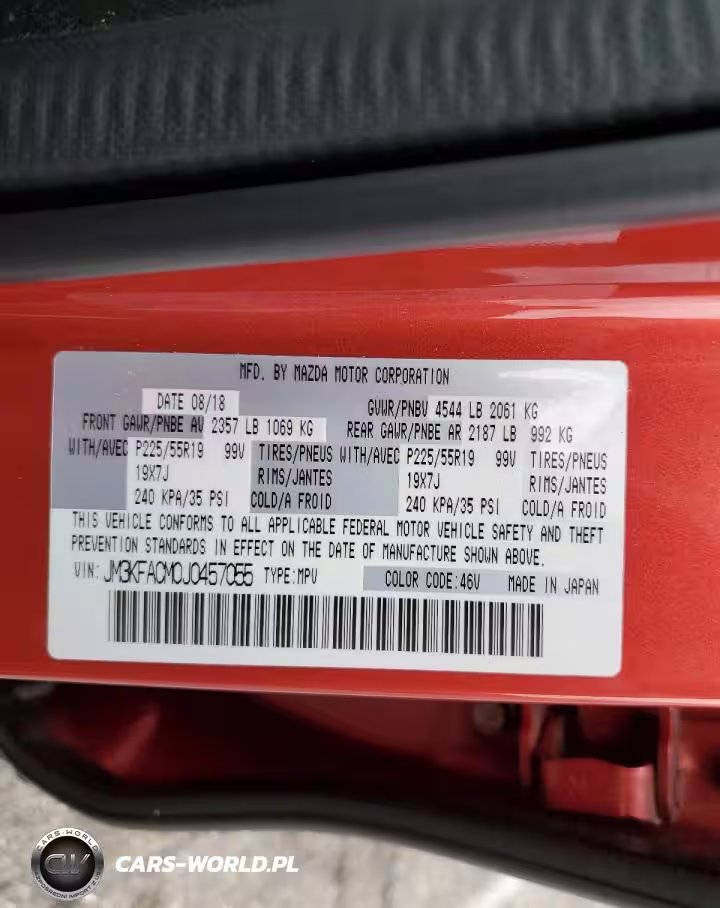 MFD. BY MAZDA MOTOR CORPORATION
DATE 08/18 GVWR/PNBV 4544 LB 2061 KG
FRONT GAWR/PNBE AV 2357 LB 1069 KG REAR GAWR/PNBE AR 2187 LB 992 KG
WITH/AVEC P225/55R19 99V TIRES/PNEUS WITH/AVEC P225/55R19 99V TIRES/PNEUS
19X7J RIMS/JANTES 19X7J RIMS/JANTES
240 KPA/35 PSI COLD/A FROID 240 KPA/35 PSI COLD/A FROID
THIS VEHICLE CONFORMS TO ALL APPLICABLE FEDERAL MOTOR VEHICLE SAFETY AND THEFT
PREVENTION STANDARDS IN EFFECT ON THE DATE OF MANUFACTURE SHOWN ABOVE.
VIN: JM3KFACM0J0457055 TYPE:MPV COLOR CODE:46V MADE IN JAPAN
CARS-WORLD
CW
CARS-WORLD.PL